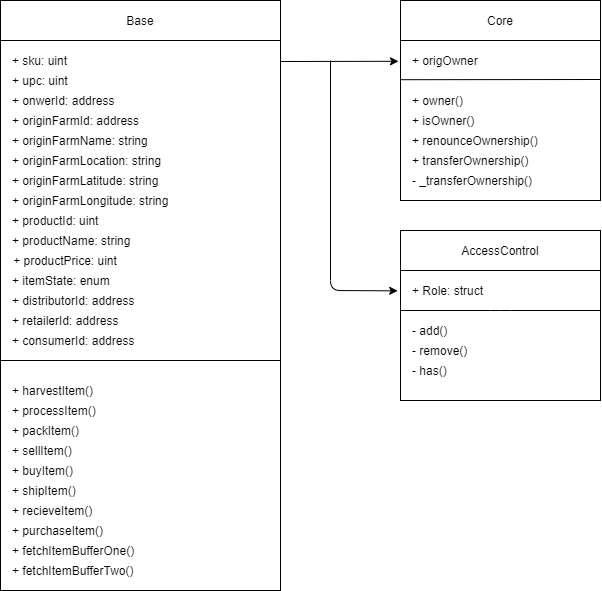 Base
+ sku: uint
+ upc: uint
+ onwerId: address
+ originFarmId: address
+ originFarmName: string
+ originFarmLocation: string
+ originFarmLatitude: string
+ originFarmLongitude: string
+ productId: uint
+ productName: string
+ productPrice: uint
+ itemState: enum
+ distributorId: address
+ retailerId: address
+ consumerId: address
+ harvestItem()
+ processItem()
+ packItem()
+ sellItem()
+ buyItem()
+ shipItem()
+ recieveItem()
+ purchaseItem()
+ fetchItemBufferOne()
+ fetchItemBufferTwo()
Core
+ origOwner
+ owner()
+ isOwner()
+ renounceOwnership()
+ transferOwnership()
- _transferOwnership()
AccessControl
+ Role: struct
- add()
- remove()
- has()